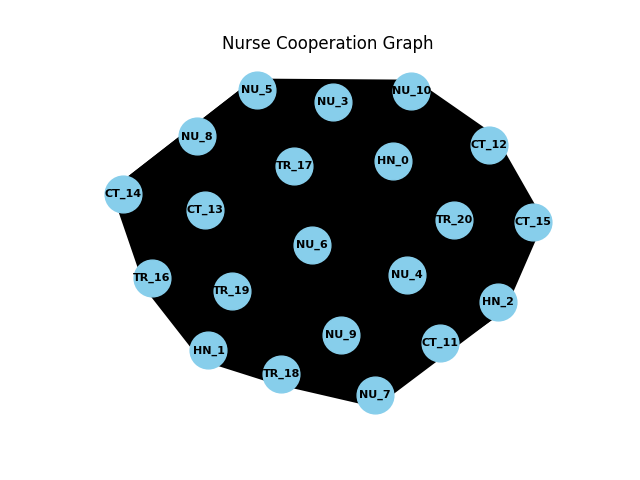 Nurse Cooperation Graph
NU_5
NU_3
NU_10
NU_8
CT_12
TR_17
HN_0
CT_14
CT_13
TR_20
CT_15
NU_6
TR_16
TR_19
NU_4
HN_2
HN_1
NU_9
CT_11
TR_18
NU_7